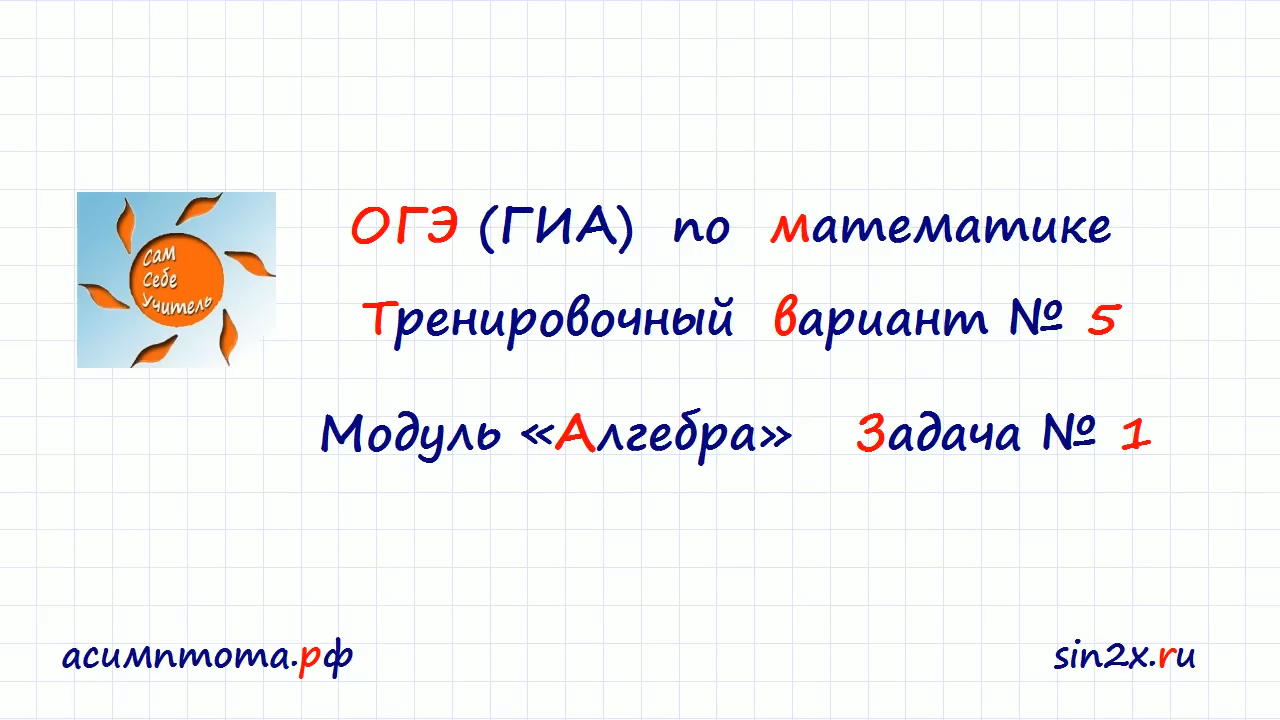 Сам
Себе
Учитель
ОГЭ (ГИА) по математике
Тренировочный вариант № 5
Модуль «Алгебра» Задача № 1
асимптота.рф
sin2x.ru